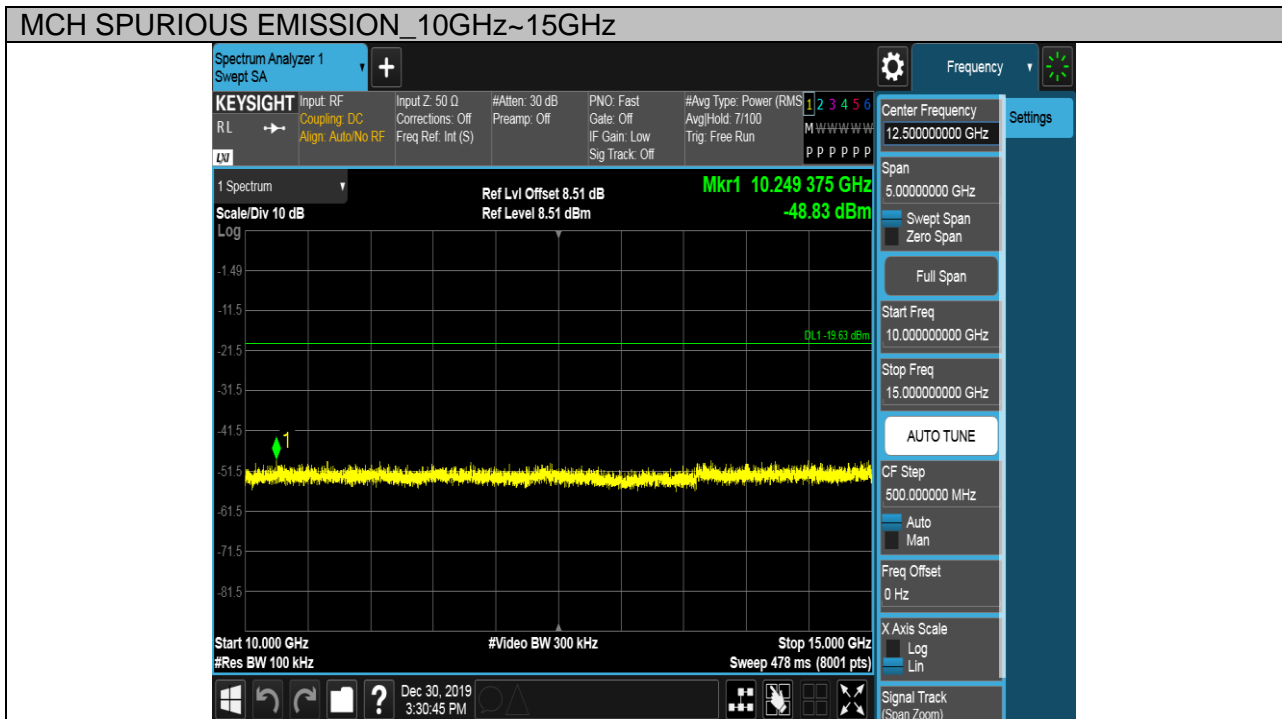 MCH SPURIOUS EMISSION_10GHz~15GHz
Spectrum Analyzer 1
Swept SA
Frequency
KEYSIGHT
RL
LXI
Input: RF
Coupling: DC
Align: Auto/No RF
Input Z: 50 Ω
Corrections: Off
Freq Ref: Int (S)
#Atten: 30 dB
Preamp: Off
PNO: Fast
Gate: Off
IF Gain: Low
Sig Track: Off
#Avg Type: Power (RMS
Avg|Hold: 7/100
Trig: Free Run
1 2 3 4 5 6
M W W W W W
P P P P P P
1 Spectrum
Scale/Div 10 dB
Ref Lvl Offset 8.51 dB
Ref Level 8.51 dBm
Mkr1 10.249 375 GHz
-48.83 dBm
Log
-1.49
-11.5
DL1 -19.63 dBm
-21.5
-31.5
-41.5
1
-51.5
-61.5
-71.5
-81.5
Start 10.000 GHz
#Res BW 100 kHz
#Video BW 300 kHz
Stop 15.000 GHz
Sweep 478 ms (8001 pts)
Center Frequency
12.500000000 GHz
Settings
Span
5.00000000 GHz
Swept Span
Zero Span
Full Span
Start Freq
10.000000000 GHz
Stop Freq
15.000000000 GHz
AUTO TUNE
CF Step
500.000000 MHz
Auto
Man
Freq Offset
0 Hz
X Axis Scale
Log
Lin
Signal Track
(Span Zoom)
?
Dec 30, 2019
3:30:45 PM